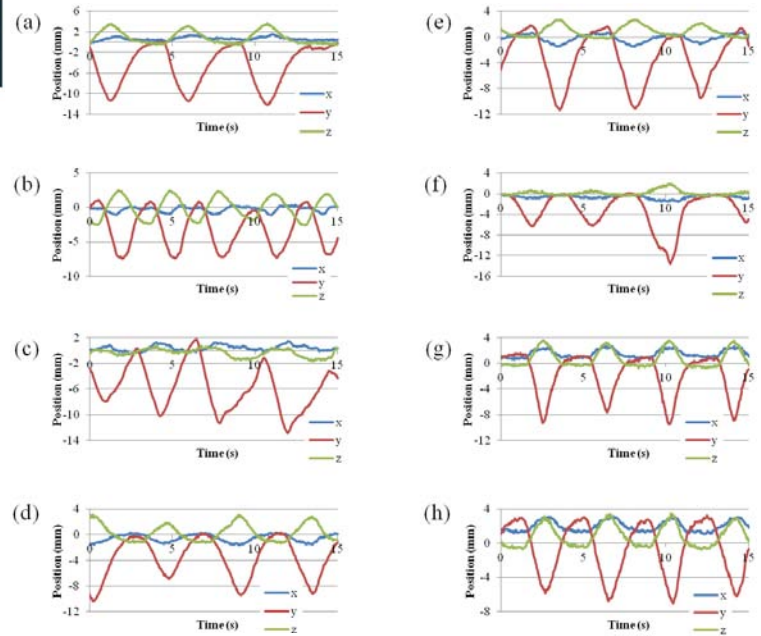 (a)
6
2
-2
-6
-10
-14
0
5
10
15
Position (mm)
Time (s)
x
y
z
(b)
5
0
-5
-10
0
5
10
15
Position (mm)
Time (s)
x
y
z
(c)
2
-2
-6
-10
-14
0
5
10
15
Position (mm)
Time (s)
x
y
z
(d)
4
0
-4
-8
-12
0
5
10
15
Position (mm)
Time (s)
x
y
z
(e)
4
0
-4
-8
-12
0
5
10
15
Position (mm)
Time (s)
x
y
z
(f)
4
0
-4
-8
-12
-16
0
5
10
15
Position (mm)
Time (s)
x
y
z
(g)
4
0
-4
-8
-12
0
5
10
15
Position (mm)
Time (s)
x
y
z
(h)
4
0
-4
-8
0
5
10
15
Position (mm)
Time (s)
x
y
z